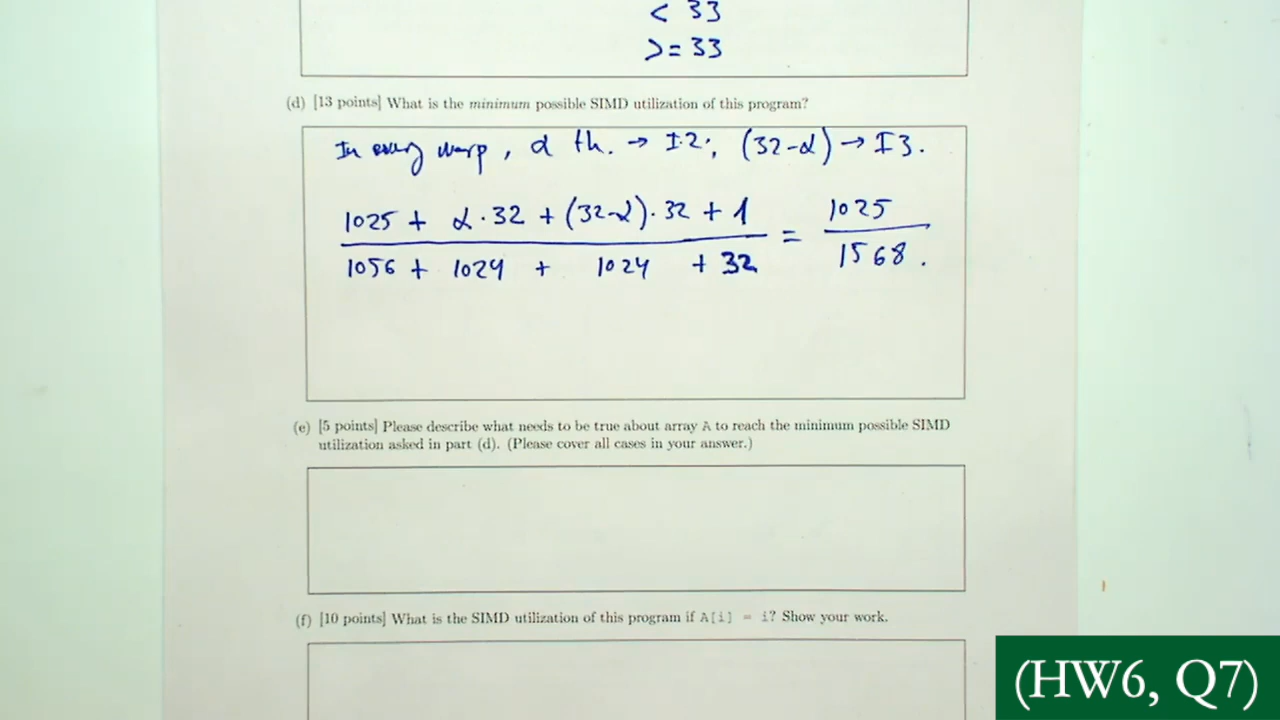 < 33
>= 33
(d) [13 points] What is the minimum possible SIMD utilization of this program?
In every warp, α th. → I2; (32-α) → I3.
1025 + α·32 + (32-α)·32 + 1
1056 + 1024 + 1024 + 32
= 1025
1568.
(e) [5 points] Please describe what needs to be true about array A to reach the minimum possible SIMD
utilization asked in part (d). (Please cover all cases in your answer.)
(f) [10 points] What is the SIMD utilization of this program if A[i] = i? Show your work.
(HW6, Q7)